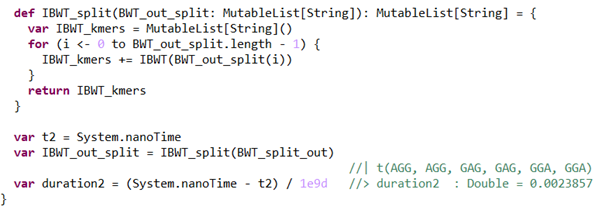 def IBWT_split(BWT_out_split: MutableList[String]): MutableList[String] = {
var IBWT_kmers = MutableList[String]()
for (i <- 0 to BWT_out_split.length - 1) {
IBWT_kmers += IBWT(BWT_out_split(i))
}
return IBWT_kmers
}
var t2 = System.nanoTime
var IBWT_out_split = IBWT_split(BWT_split_out)
//| t(AGG, AGG, GAG, GAG, GGA, GGA)
var duration2 = (System.nanoTime - t2) / 1e9d //> duration2 : Double = 0.0023857
}